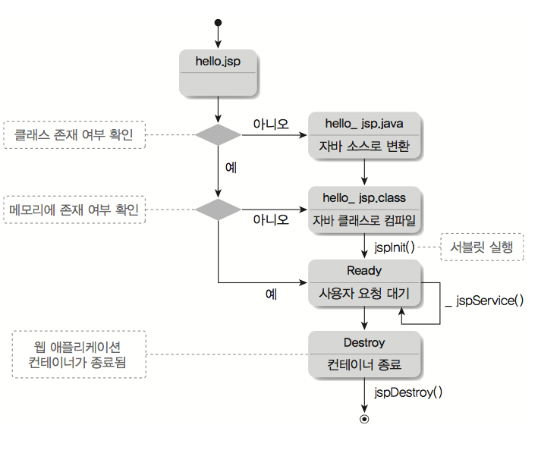 hello.jsp
클래스 존재 여부 확인
아니오
hello_ jsp.java
자바 소스로 변환
예
메모리에 존재 여부 확인
아니오
hello_ jsp.class
자바 클래스로 컴파일
jspInit()
서블릿 실행
예
Ready
사용자 요청 대기
_ jspService()
웹 애플리케이션
컨테이너가 종료됨
Destroy
컨테이너 종료
jspDestroy()